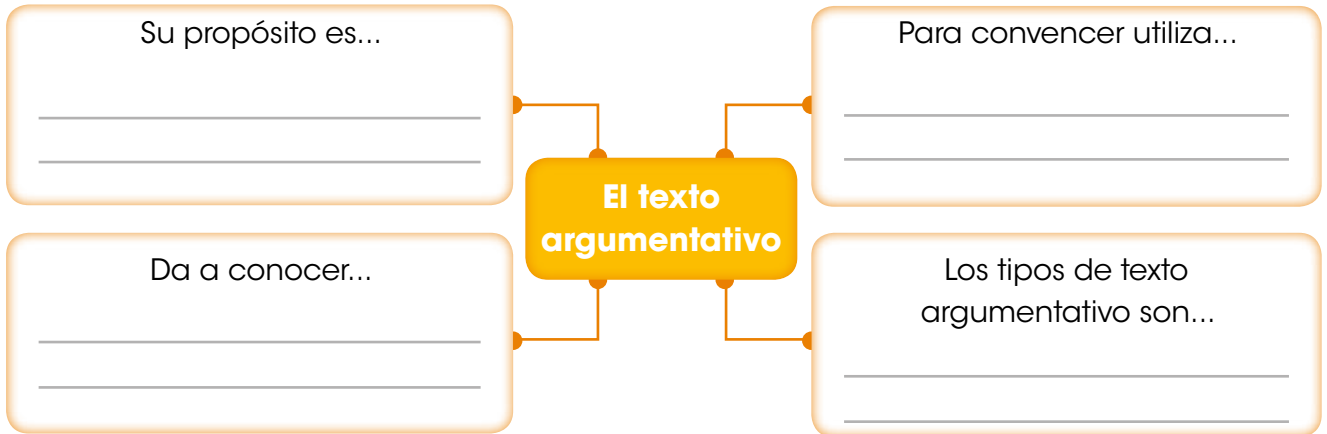 Su propósito es...
Para convencer utiliza...
El texto
argumentativo
Da a conocer...
Los tipos de texto
argumentativo son...